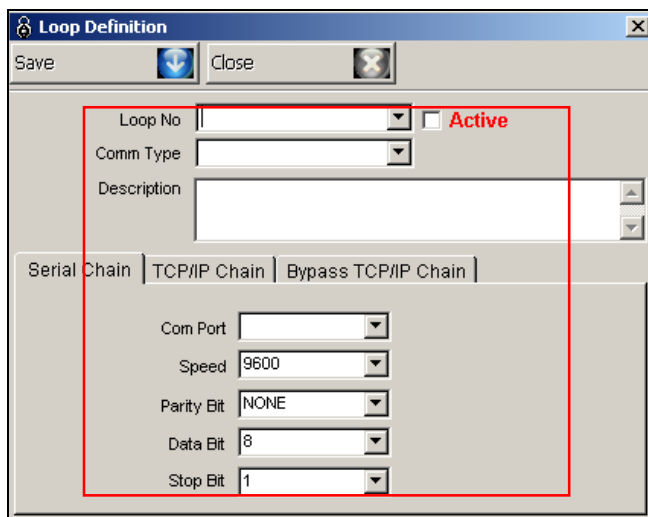 Loop Definition
Save Close
Loop No Active
Comm Type
Description
Serial Chain TCP/IP Chain Bypass TCP/IP Chain
Com Port
Speed 9600
Parity Bit NONE
Data Bit 8
Stop Bit 1